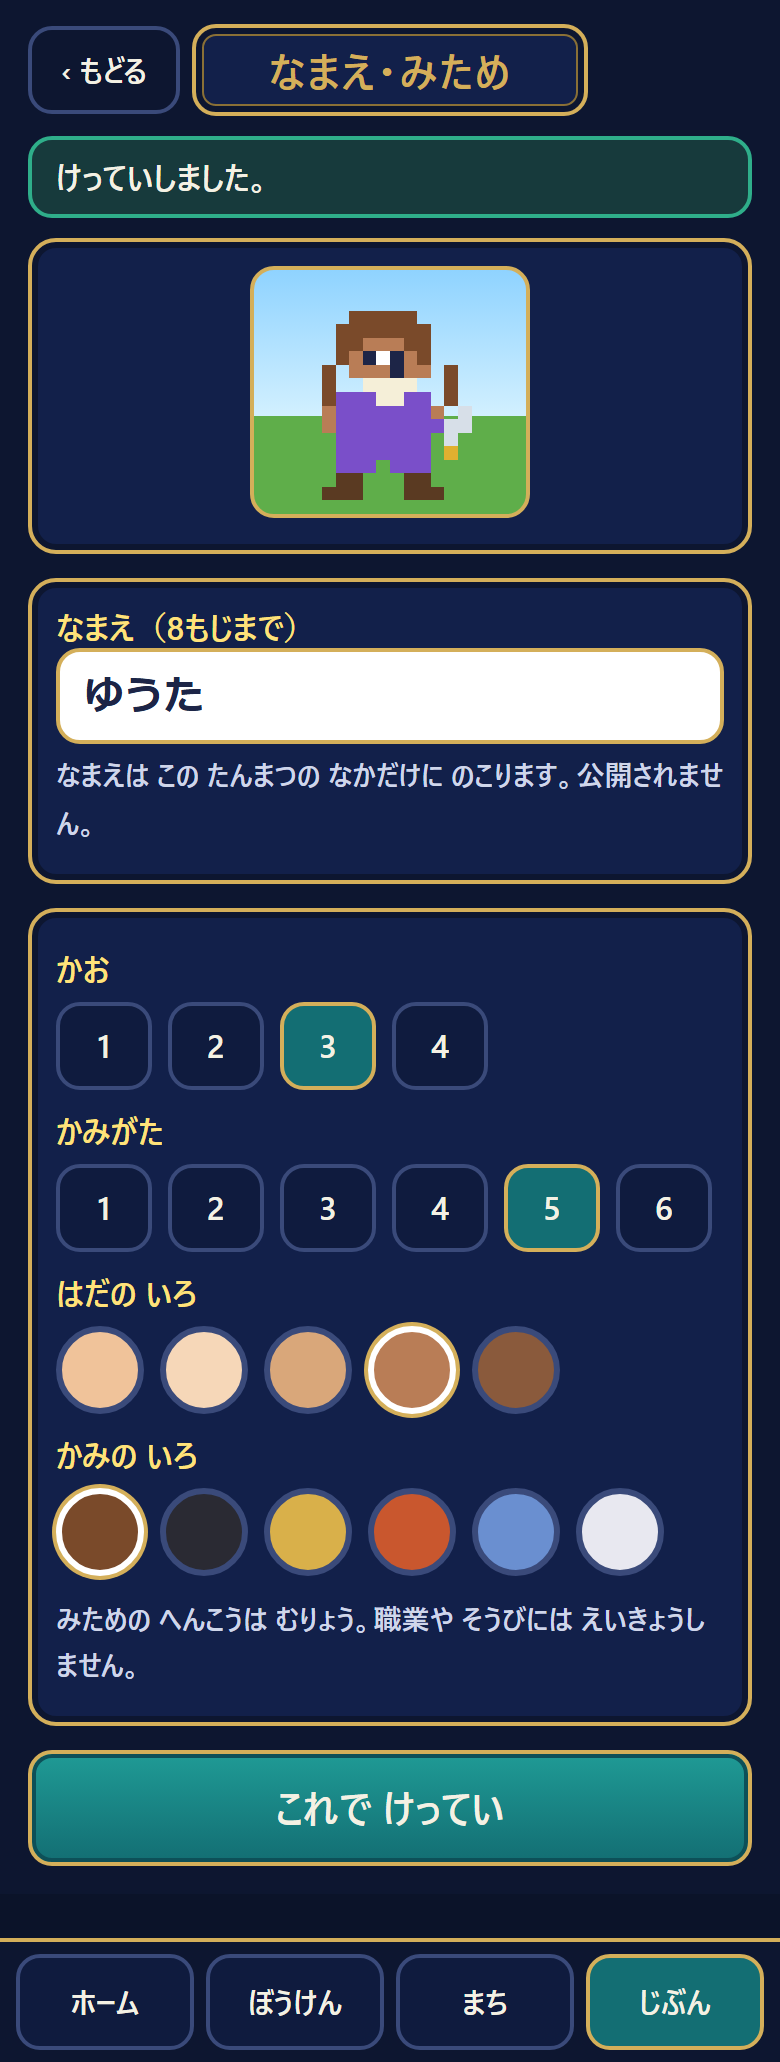 ‹ もどる
なまえ・みため
けっていしました。
なまえ（8もじまで）
ゆうた
なまえは この たんまつの なかだけに のこります。公開されませ
ん。
かお
1 2 3 4
かみがた
1 2 3 4 5 6
はだの いろ
かみの いろ
みための へんこうは むりょう。職業や そうびには えいきょうし
ません。
これで けってい
ホーム ぼうけん まち じぶん